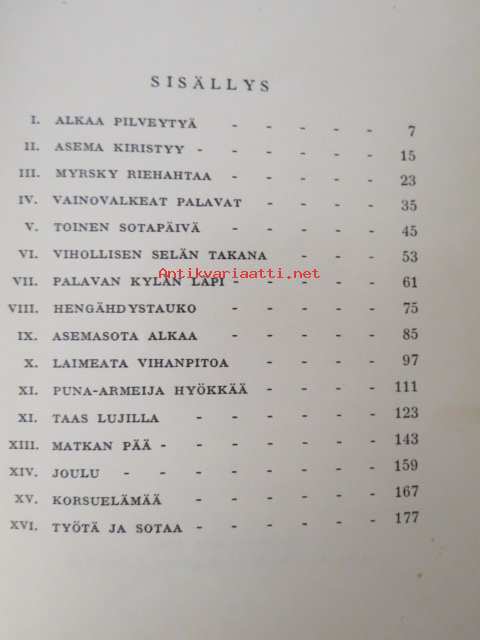 SISÄLLYS
I. ALKAA PILVEYTYÄ - - - - - 7
II. ASEMA KIRISTYY - - - - - - 15
III. MYRSKY RIEHAHTAA - - - - - 23
IV. VAINOVALKEAT PALAVAT - - - - 35
V. TOINEN SOTAPÄIVÄ - - - - - 45
VI. VIHOLLISEN SELÄN TAKANA - - - 53
Antikvariaatti.net
VII. PALAVAN KYLÄN LÄPI - - - - - 61
VIII. HENGÄHDYSTAUKO - - - - - 75
IX. ASEMASOTA ALKAA - - - - - 85
X. LAIMEATA VIHANPITOA - - - - 97
XI. PUNA-ARMEIJA HYÖKKÄÄ - - - - 111
XI. TAAS LUJILLA - - - - - - 123
XIII. MATKAN PÄÄ - - - - - - - 143
XIV. JOULU - - - - - - - - 159
XV. KORSUELÄMÄÄ - - - - - - 167
XVI. TYÖTÄ JA SOTAA - - - - - - 177